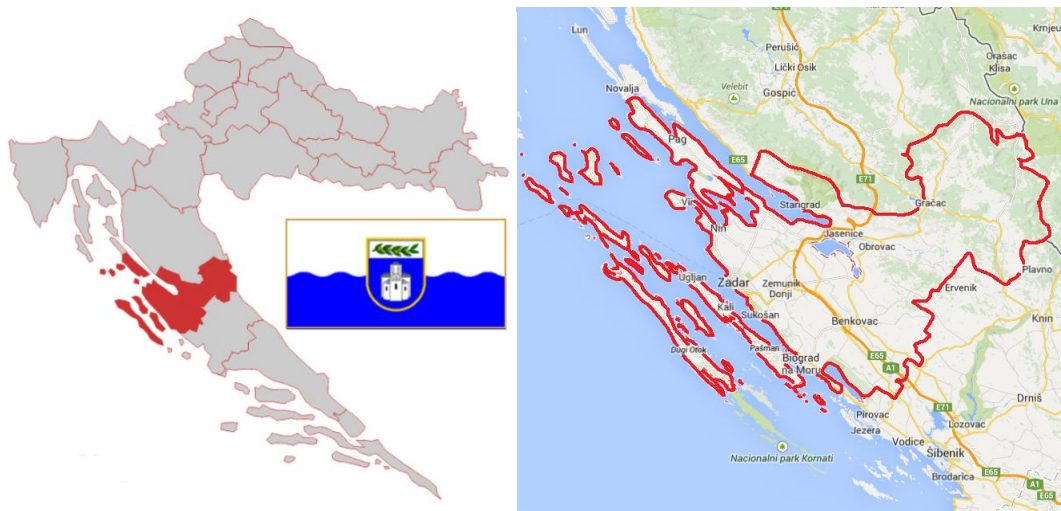 Lun
Perušić
Lički Osik
Novalja
Velebit
Gospić
Orašac
Klisa
Nacionalni park Una
Krnjeu
Pag
E65
E71
Starigrad
Gračac
Vir
Nin
Jasenice
Obrovac
Plavno
Ugljan
Zadar
Zemunik
Donji
Ervenik
Kali
Sukošan
Knin
Benkovac
Dugi Otok
Pašman
Biograd
na Moru
E65
A1
Pirovac
Drniš
Jezera
E71
Lozovac
Vodice
Nacionalni park Kornati
Šibenik
Brodarica
E65
A1
E65